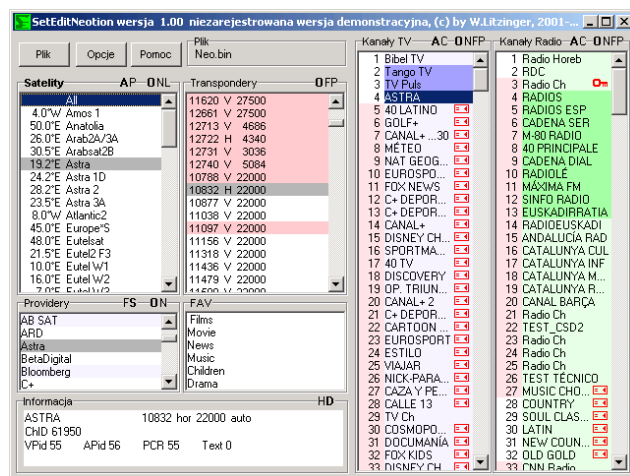 SetEditNeotion wersja 1.00 niezarejestrowana wersja demonstracyjna, (c) by W.Litzinger, 2001-...
Plik
Opcje
Pomoc
Plik
Neo.bin
Satelity AP ONL
All
4.0°W Amos 1
50.0°E Anatolia
26.0°E Arab2A/3A
30.5°E Arabsat2B
19.2°E Astra
24.2°E Astra 1D
28.2°E Astra 2
23.5°E Astra 3A
8.0°W Atlantic2
45.0°E Europe*S
48.0°E Eutelsat
21.5°E Eutel2 F3
10.0°E Eutel W1
16.0°E Eutel W2
7.0°E Eutel W3
Transpondery OFP
11620 V 27500
12661 V 27500
12713 V 4686
12722 H 4340
12731 V 3036
12740 V 5084
10788 V 22000
10832 H 22000
10877 V 22000
11038 V 22000
11097 V 22000
11156 V 22000
11318 V 22000
11436 V 22000
11479 V 22000
11509 V 22000
Providery FS ON
AB SAT
ARD
Astra
BetaDigital
Bloomberg
C+
FAV
Films
Movie
News
Music
Children
Drama
Informacja HD
ASTRA 10832 hor 22000 auto
ChID 61950
VPid 55 APid 56 PCR 55 Text 0
Kanały TV AC ONFP
1 Bibel TV
2 Tango TV
3 TV Puls
4 ASTRA
5 40 LATINO
6 GOLF+
7 CANAL+ ...30
8 MÉTEO
9 NAT GEOG...
10 EUROSPO...
11 FOX NEWS
12 C+ DEPOR...
13 C+ DEPOR...
14 CANAL+
15 DISNEY CH...
16 SPORTMA...
17 40 TV
18 DISCOVERY
19 OP. TRIUN...
20 CANAL+ 2
21 C+ DEPOR...
22 CARTOON ...
23 EUROSPORT
24 ESTILO
25 VIAJAR
26 NICK-PARA...
27 CAZA Y PE...
28 CALLE 13
29 TV Ch
30 COSMOPO...
31 DOCUMANÍA
32 FOX KIDS
33 DISNEY CH...
Kanały Radio AC ONFP
1 Radio Horeb
2 RDC
3 Radio Ch
4 RADIOS
5 RADIOS ESP
6 CADENA SER
7 M-80 RADIO
8 40 PRINCIPALE
9 CADENA DIAL
10 RADIOLÉ
11 MÁXIMA FM
12 SINFO RADIO
13 EUSKADIRRATIA
14 RADIOEUSKADI
15 ANDALUCÍA RAD
16 CATALUNYA CUL
17 CATALUNYA INF
18 CATALUNYA M...
19 CATALUNYA R...
20 CANAL BARÇA
21 Radio Ch
22 TEST_CSD2
23 Radio Ch
24 Radio Ch
25 Radio Ch
26 TEST TÉCNICO
27 MUSIC CHO...
28 COUNTRY
29 SOUL CLAS...
30 LATIN
31 NEW COUN...
32 OLD GOLD
33 CNN Radio